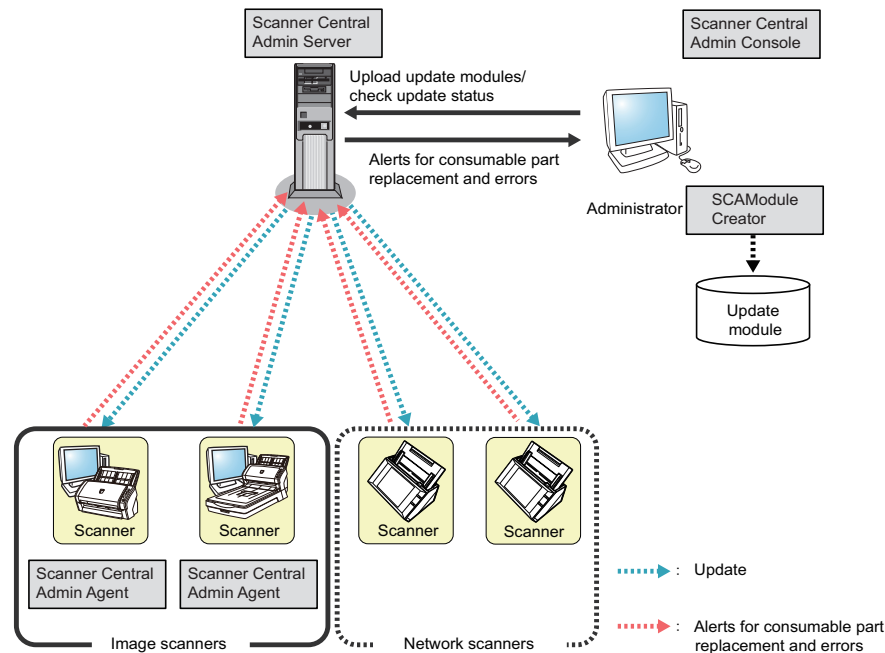 Scanner Central
Admin Server
Scanner Central
Admin Console
Upload update modules/
check update status
Alerts for consumable part
replacement and errors
Administrator
SCAModule
Creator
Update
module
Scanner
Scanner
Scanner
Scanner
Scanner Central
Admin Agent
Scanner Central
Admin Agent
Image scanners
Network scanners
: Update
: Alerts for consumable part
replacement and errors